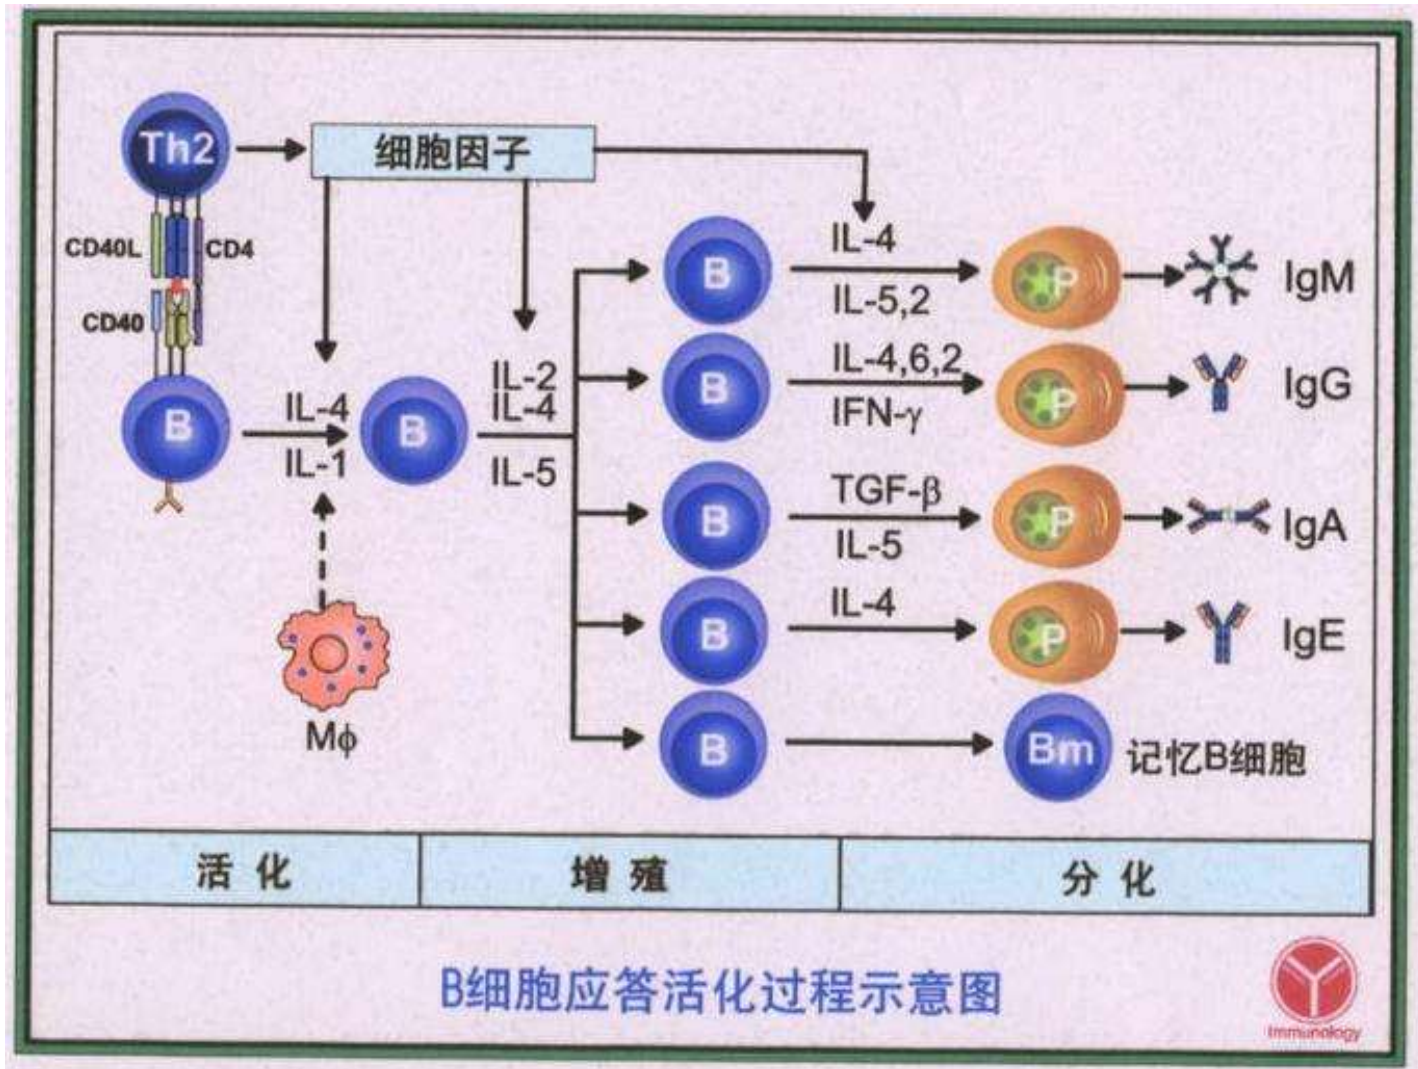 Th2
细胞因子
CD40L
CD4
CD40
B
IL-4
IL-1
B
IL-2
IL-4
IL-5
Mφ
B
IL-4
IL-5,2
P
IgM
B
IL-4,6,2
IFN-γ
P
IgG
B
TGF-β
IL-5
P
IgA
B
IL-4
P
IgE
B
Bm
记忆B细胞
活化
增殖
分化
B细胞应答活化过程示意图
Immunology